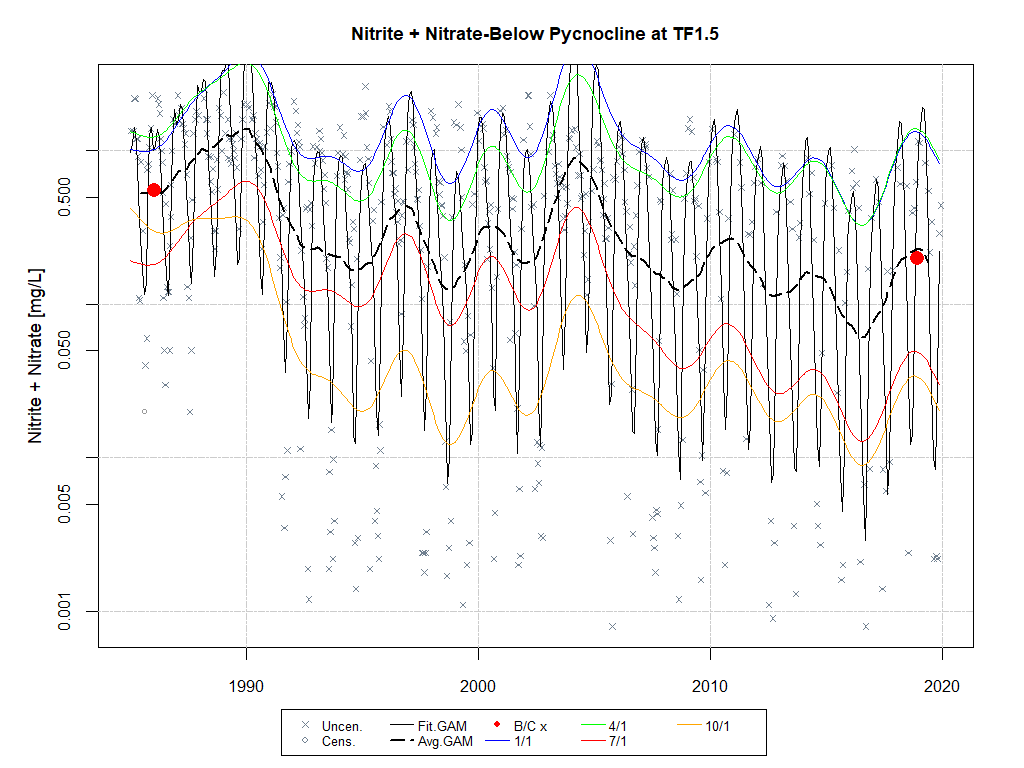 Nitrite + Nitrate-Below Pycnocline at TF1.5
Nitrite + Nitrate [mg/L]
0.500
0.050
0.005
0.001
1990 2000 2010 2020
Uncen. Fit.GAM B/C x 4/1 10/1
Cens. Avg.GAM 1/1 7/1